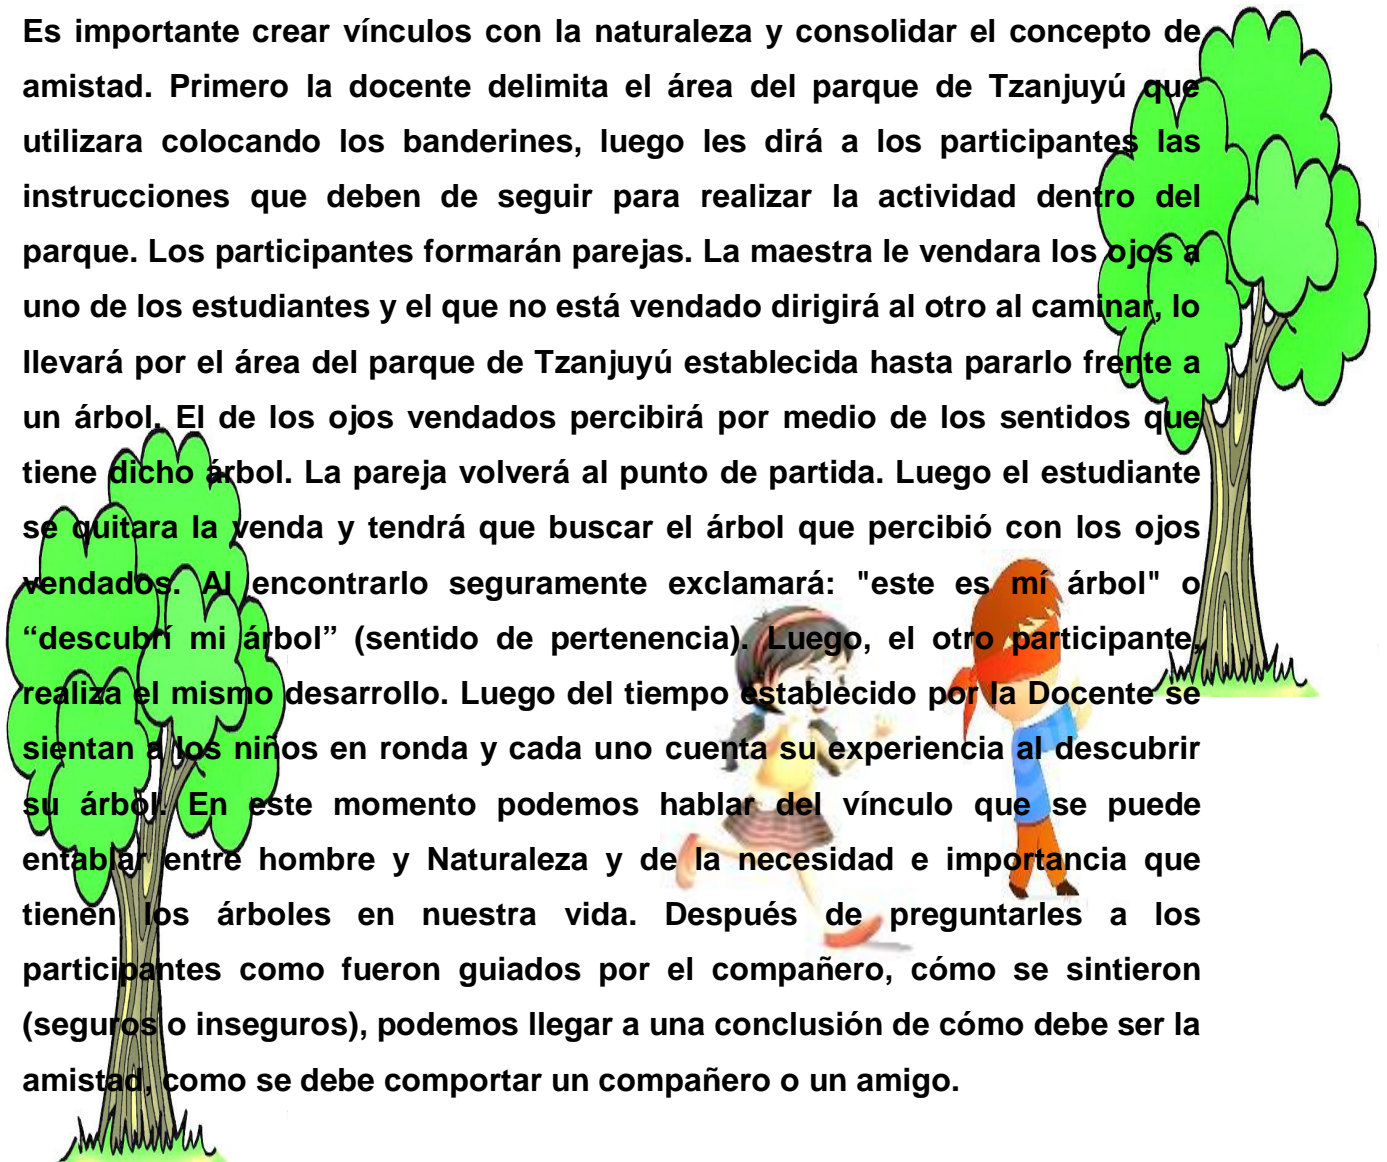 Es importante crear vínculos con la naturaleza y consolidar el concepto de
amistad. Primero la docente delimita el área del parque de Tzanjuyú que
utilizara colocando los banderines, luego les dirá a los participantes las
instrucciones que deben de seguir para realizar la actividad dentro del
parque. Los participantes formarán parejas. La maestra le vendara los ojos a
uno de los estudiantes y el que no está vendado dirigirá al otro al caminar, lo
llevará por el área del parque de Tzanjuyú establecida hasta pararlo frente a
un árbol. El de los ojos vendados percibirá por medio de los sentidos que
tiene dicho árbol. La pareja volverá al punto de partida. Luego el estudiante
se quitara la venda y tendrá que buscar el árbol que percibió con los ojos
vendados. Al encontrarlo seguramente exclamará: "este es mí árbol" o
“descubrí mi árbol” (sentido de pertenencia). Luego, el otro participante,
realiza el mismo desarrollo. Luego del tiempo establecido por la Docente se
sientan a los niños en ronda y cada uno cuenta su experiencia al descubrir
su árbol. En este momento podemos hablar del vínculo que se puede
entablar entre hombre y Naturaleza y de la necesidad e importancia que
tienen los árboles en nuestra vida. Después de preguntarles a los
participantes como fueron guiados por el compañero, cómo se sintieron
(seguros o inseguros), podemos llegar a una conclusión de cómo debe ser la
amistad, como se debe comportar un compañero o un amigo.